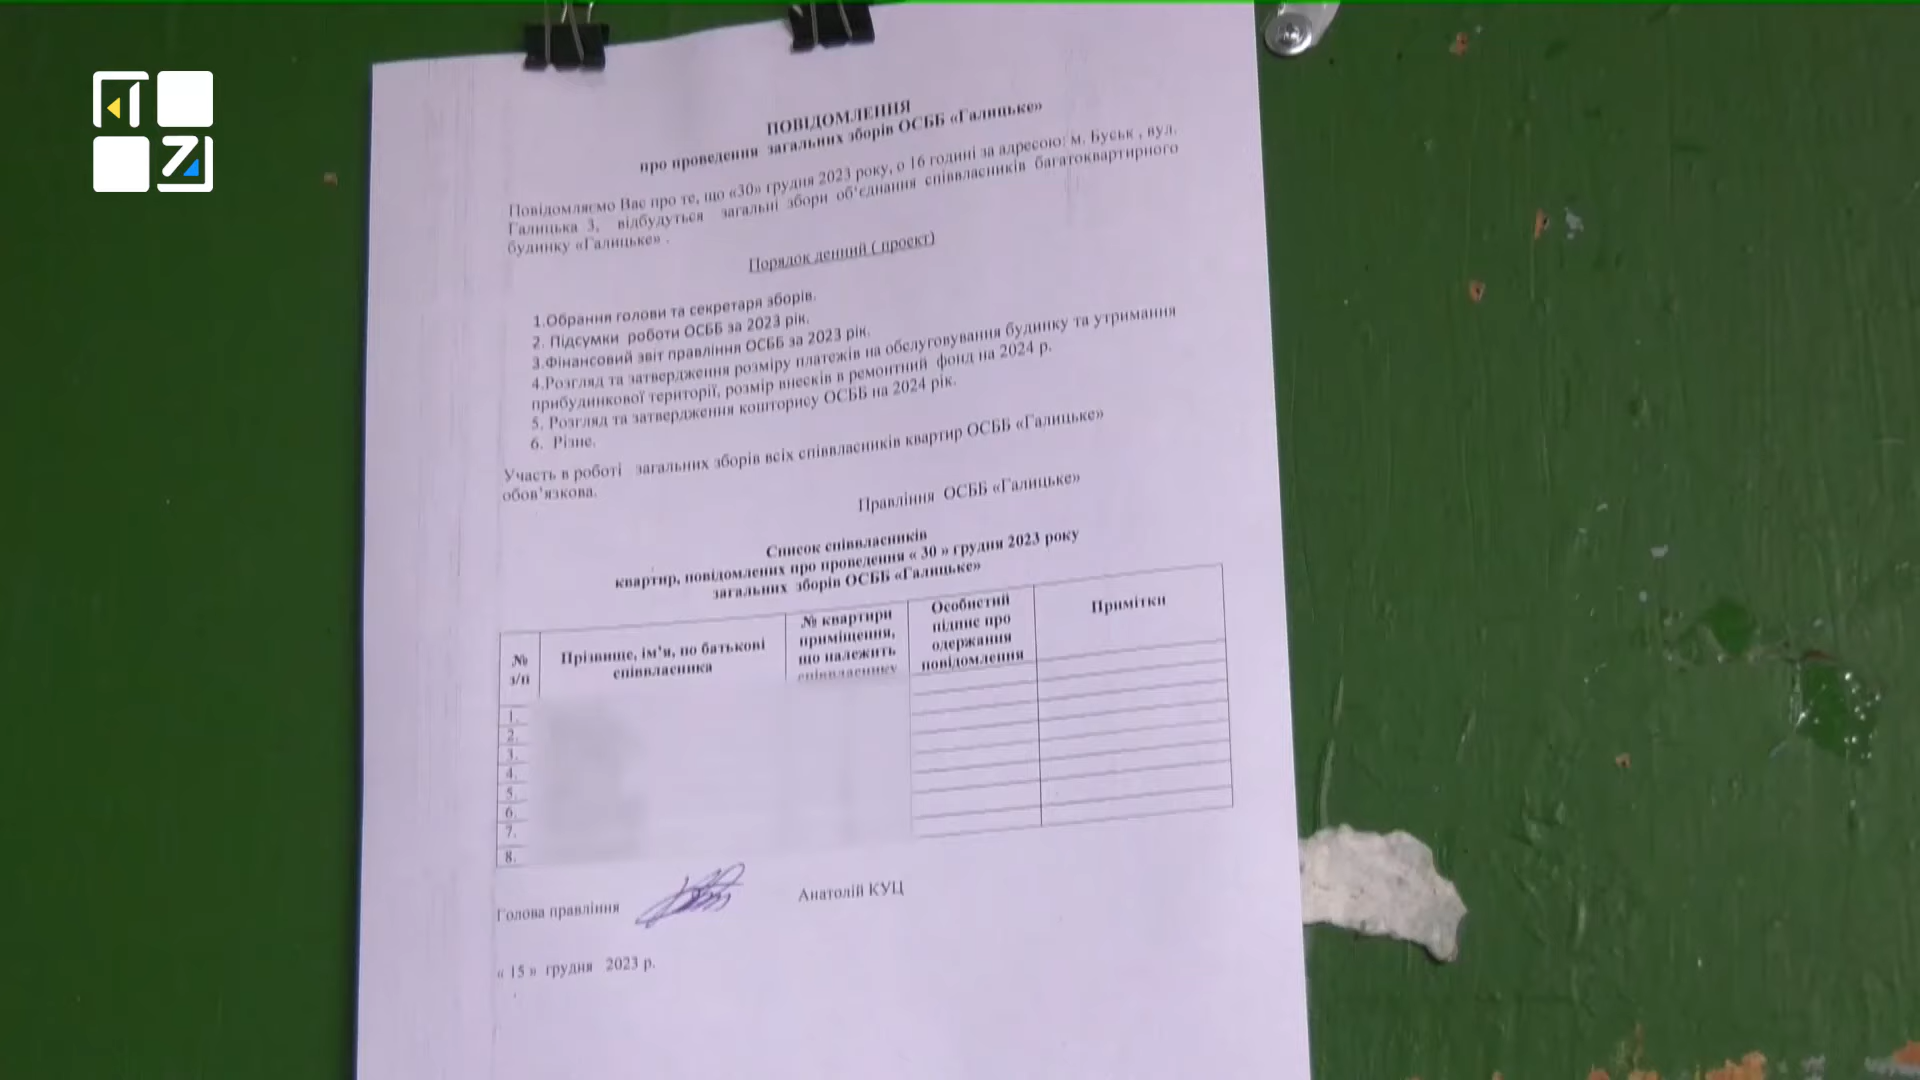 ПОВІДОМЛЕННЯ
про проведення загальних зборів ОСББ «Галицьке»
Повідомляємо Вас про те, що «30» грудня 2023 року, о 16 годині за адресою: м. Буськ , вул.
Галицька 3, відбудуться загальні збори об'єднання співвласників багатоквартирного
будинку «Галицьке» .
Порядок денний ( проект)
1.Обрання голови та секретаря зборів.
2. Підсумки роботи ОСББ за 2023 рік.
3.Фінансовий звіт правління ОСББ за 2023 рік.
4.Розгляд та затвердження розміру платежів на обслуговування будинку та утримання
прибудинкової території, розмір внесків в ремонтний фонд на 2024 р.
5. Розгляд та затвердження кошторису ОСББ на 2024 рік.
6. Різне.
Участь в роботі загальних зборів всіх співвласників квартир ОСББ «Галицьке»
обов'язкова.
Правління ОСББ «Галицьке»
Список співвласників
квартир, повідомлених про проведення « 30 » грудня 2023 року
загальних зборів ОСББ «Галицьке»
№
з/п
Прізвище, ім'я, по батькові
співвласника
№ квартири
приміщення,
що належить
співвласнику
Особистий
підпис про
одержання
повідомлення
Примітки
1.
2.
3.
4.
5.
6.
7.
8.
Голова правління Анатолій КУЦ
« 15 » грудня 2023 р.